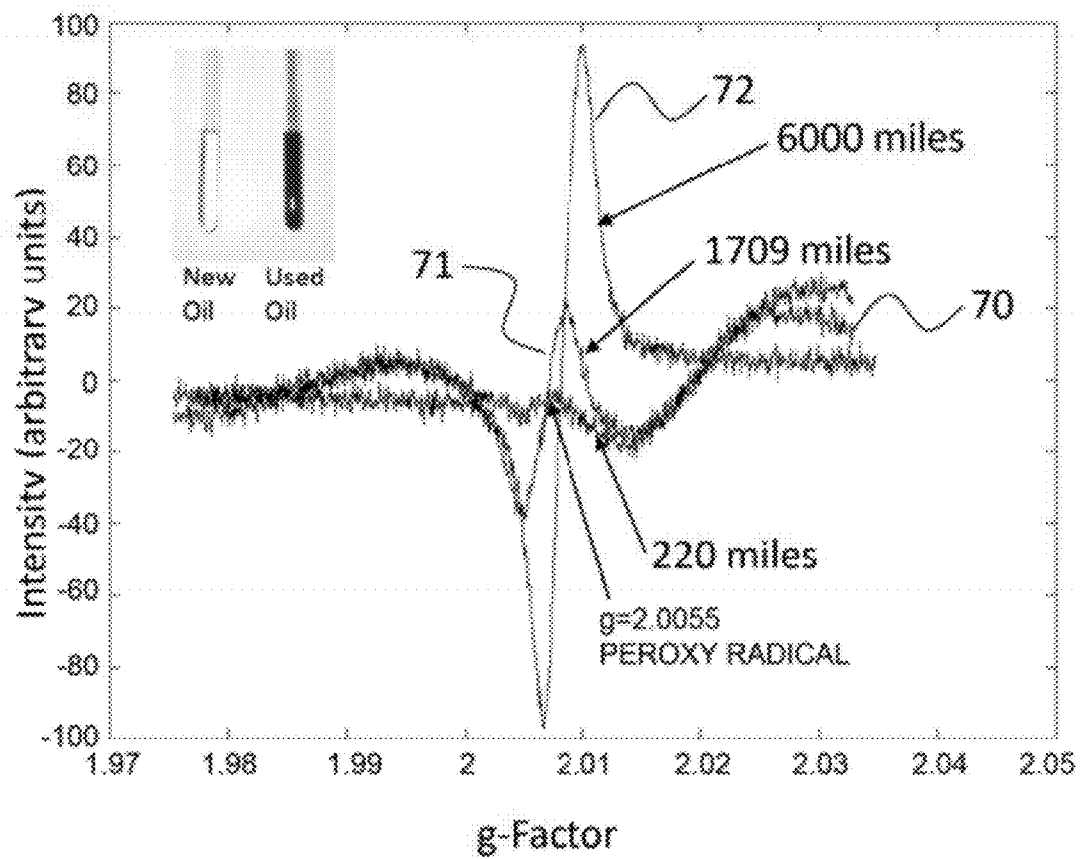 100
80
60
40
20
0
-20
-40
-60
-80
-100
Intensity (arbitrary units)
New Used
Oil Oil
72
6000 miles
71
1709 miles
70
220 miles
g=2.0055
PEROXY RADICAL
1.97 1.98 1.99 2 2.01 2.02 2.03 2.04 2.05
g-Factor